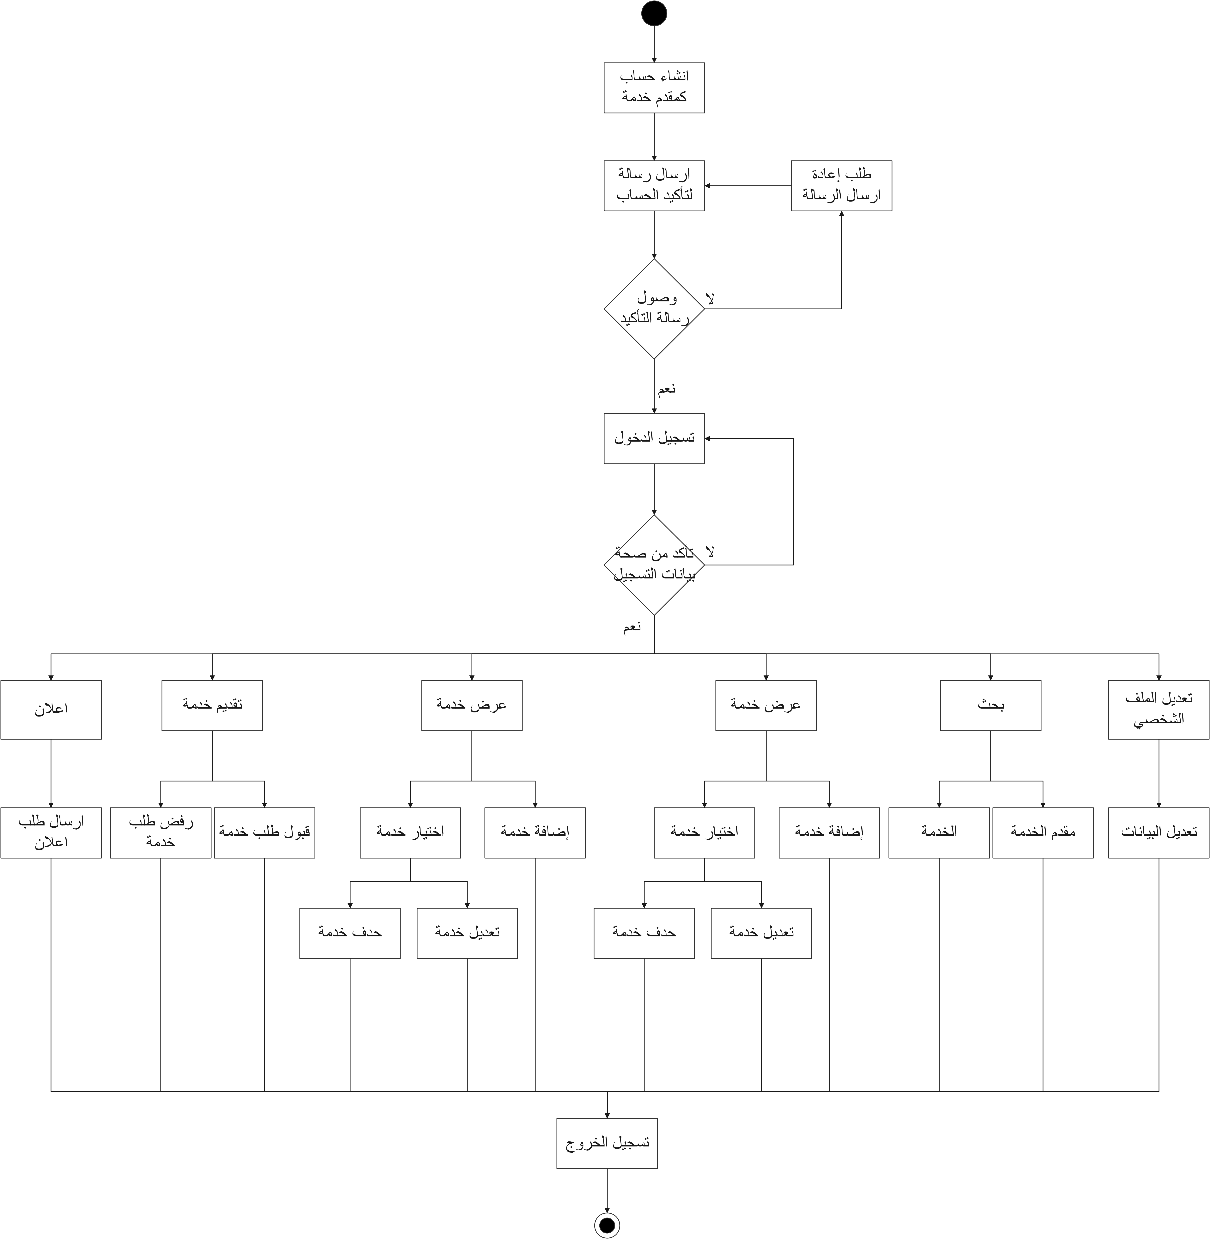 انشاء حساب
كمقدم خدمة
ارسال رسالة
لتأكيد الحساب
طلب إعادة
ارسال الرسالة
وصول
رسالة التأكيد
لا
نعم
تسجيل الدخول
تاكد من صحة
بيانات التسجيل
لا
نعم
تعديل الملف
الشخصي
بحث
عرض خدمة
عرض خدمة
تقديم خدمة
اعلان
تعديل البيانات
مقدم الخدمة
الخدمة
إضافة خدمة
اختيار خدمة
إضافة خدمة
اختيار خدمة
قبول طلب خدمة
رفض طلب
خدمة
ارسال طلب
اعلان
تعديل خدمة
حدف خدمة
تعديل خدمة
حدف خدمة
تسجيل الخروج